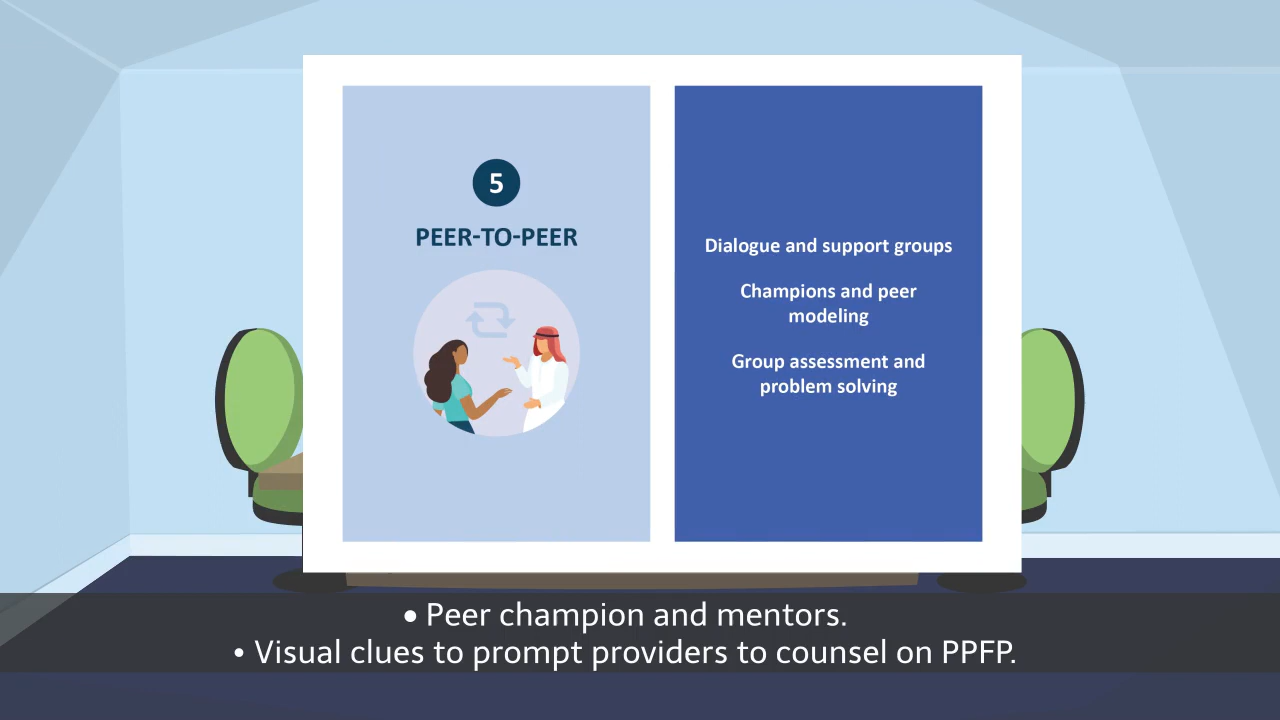 5
PEER-TO-PEER
Dialogue and support groups
Champions and peer
modeling
Group assessment and
problem solving
• Peer champion and mentors.
• Visual clues to prompt providers to counsel on PPFP.